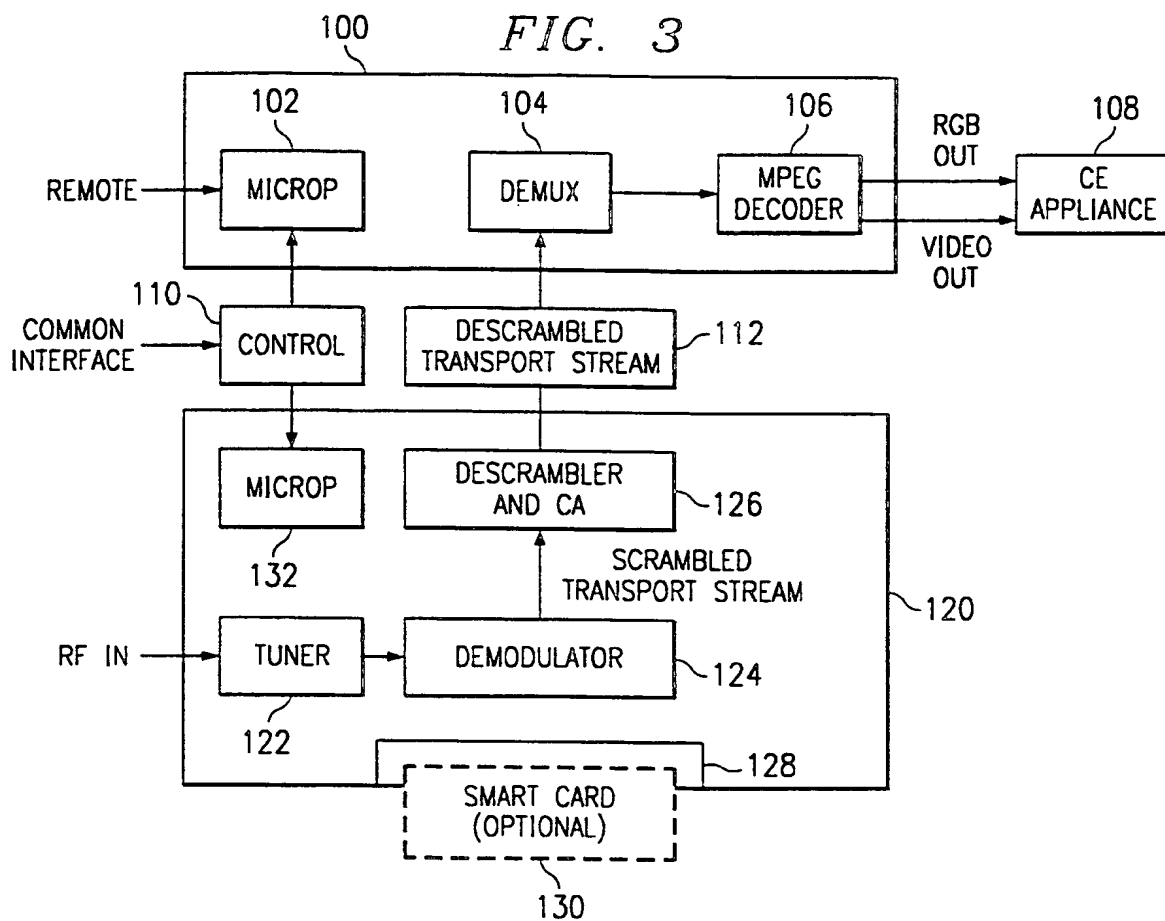 FIG. 3
100
102
104
106
108
REMOTE
MICROP
DEMUX
MPEG
DECODER
RGB
OUT
VIDEO
OUT
CE
APPLIANCE
110
COMMON
INTERFACE
CONTROL
DESCRAMBLED
TRANSPORT STREAM
112
MICROP
132
DESCRAMBLER
AND CA
126
SCRAMBLED
TRANSPORT STREAM
120
RF IN
TUNER
122
DEMODULATOR
124
128
SMART CARD
(OPTIONAL)
130